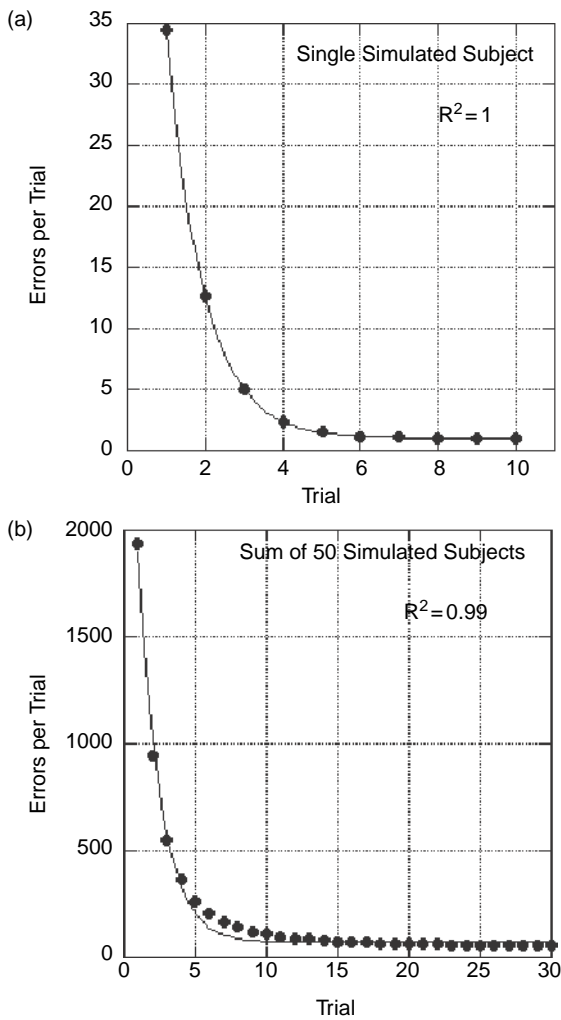 (a)
35
30
25
20
15
10
5
0
Errors per Trial
Single Simulated Subject
R²=1
0 2 4 6 8 10
Trial
(b)
2000
1500
1000
500
0
Errors per Trial
Sum of 50 Simulated Subjects
R²=0.99
0 5 10 15 20 25 30
Trial